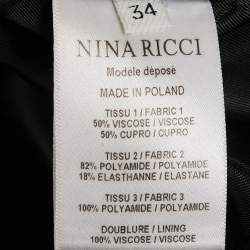 34
NINA RICCI
Modèle déposé
MADE IN POLAND
TISSU 1 / FABRIC 1
50% VISCOSE / VISCOSE
50% CUPRO / CUPRO
TISSU 2 / FABRIC 2
82% POLYAMIDE / POLYAMIDE
18% ELASTHANNE / ELASTANE
TISSU 3 / FABRIC 3
100% POLYAMIDE / POLYAMIDE
DOUBLURE / LINING
100% VISCOSE / VISCOSE